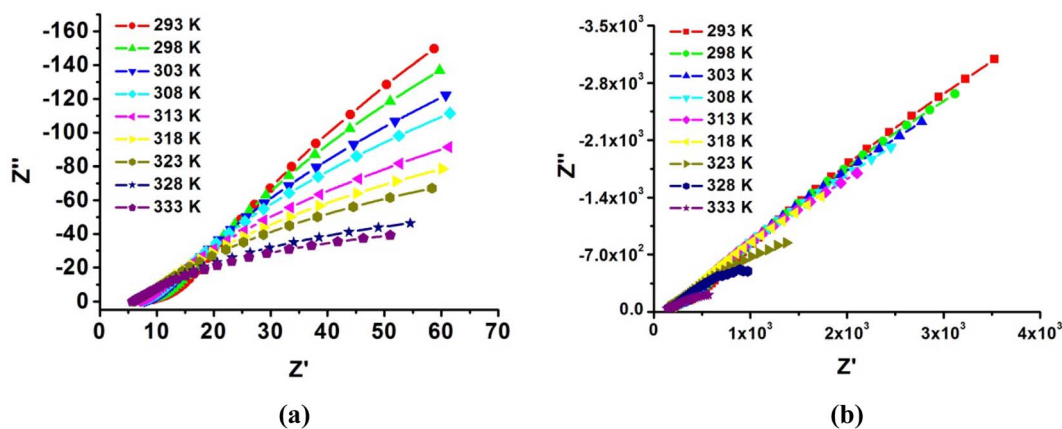 -160
-140
-120
-100
-80
-60
-40
-20
0
Z''
293 K
298 K
303 K
308 K
313 K
318 K
323 K
328 K
333 K
0 10 20 30 40 50 60 70
Z'
(a)
-3.5x10³
-2.8x10³
-2.1x10³
-1.4x10³
-7.0x10²
0.0
Z''
293 K
298 K
303 K
308 K
313 K
318 K
323 K
328 K
333 K
0 1x10³ 2x10³ 3x10³ 4x10³
Z'
(b)